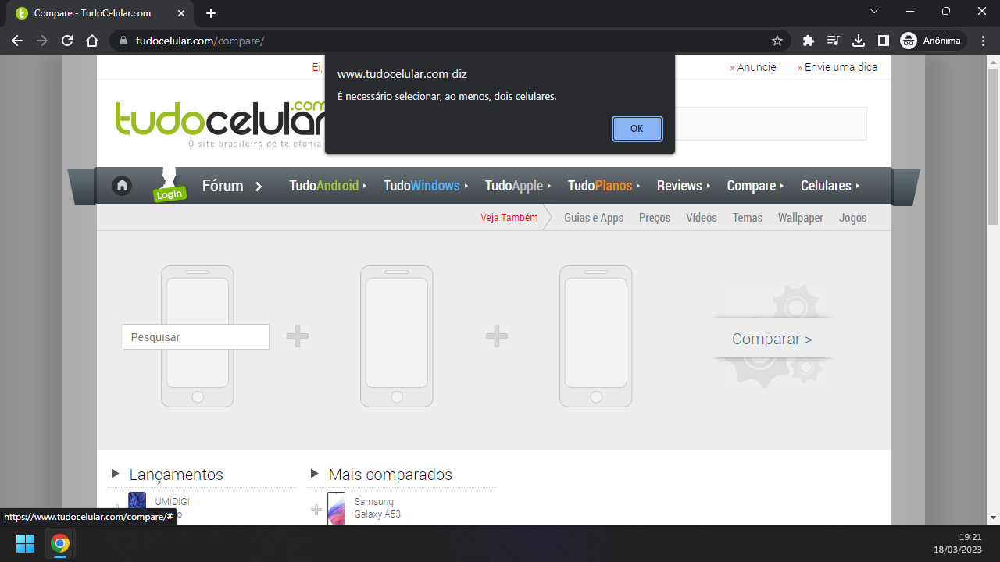 Compare - TudoCelular.com
tudocelular.com/compare/
Anônima
Ei,
» Anuncie
» Envie uma dica
www.tudocelular.com diz
É necessário selecionar, ao menos, dois celulares.
OK
tudocelular.com
O site brasileiro de telefonia
Login
Fórum
TudoAndroid
TudoWindows
TudoApple
TudoPlanos
Reviews
Compare
Celulares
Veja Também
Guias e Apps
Preços
Vídeos
Temas
Wallpaper
Jogos
Pesquisar
Comparar >
Lançamentos
Mais comparados
UMIDIGI
Samsung
Galaxy A53
https://www.tudocelular.com/compare/#
19:21
18/03/2023